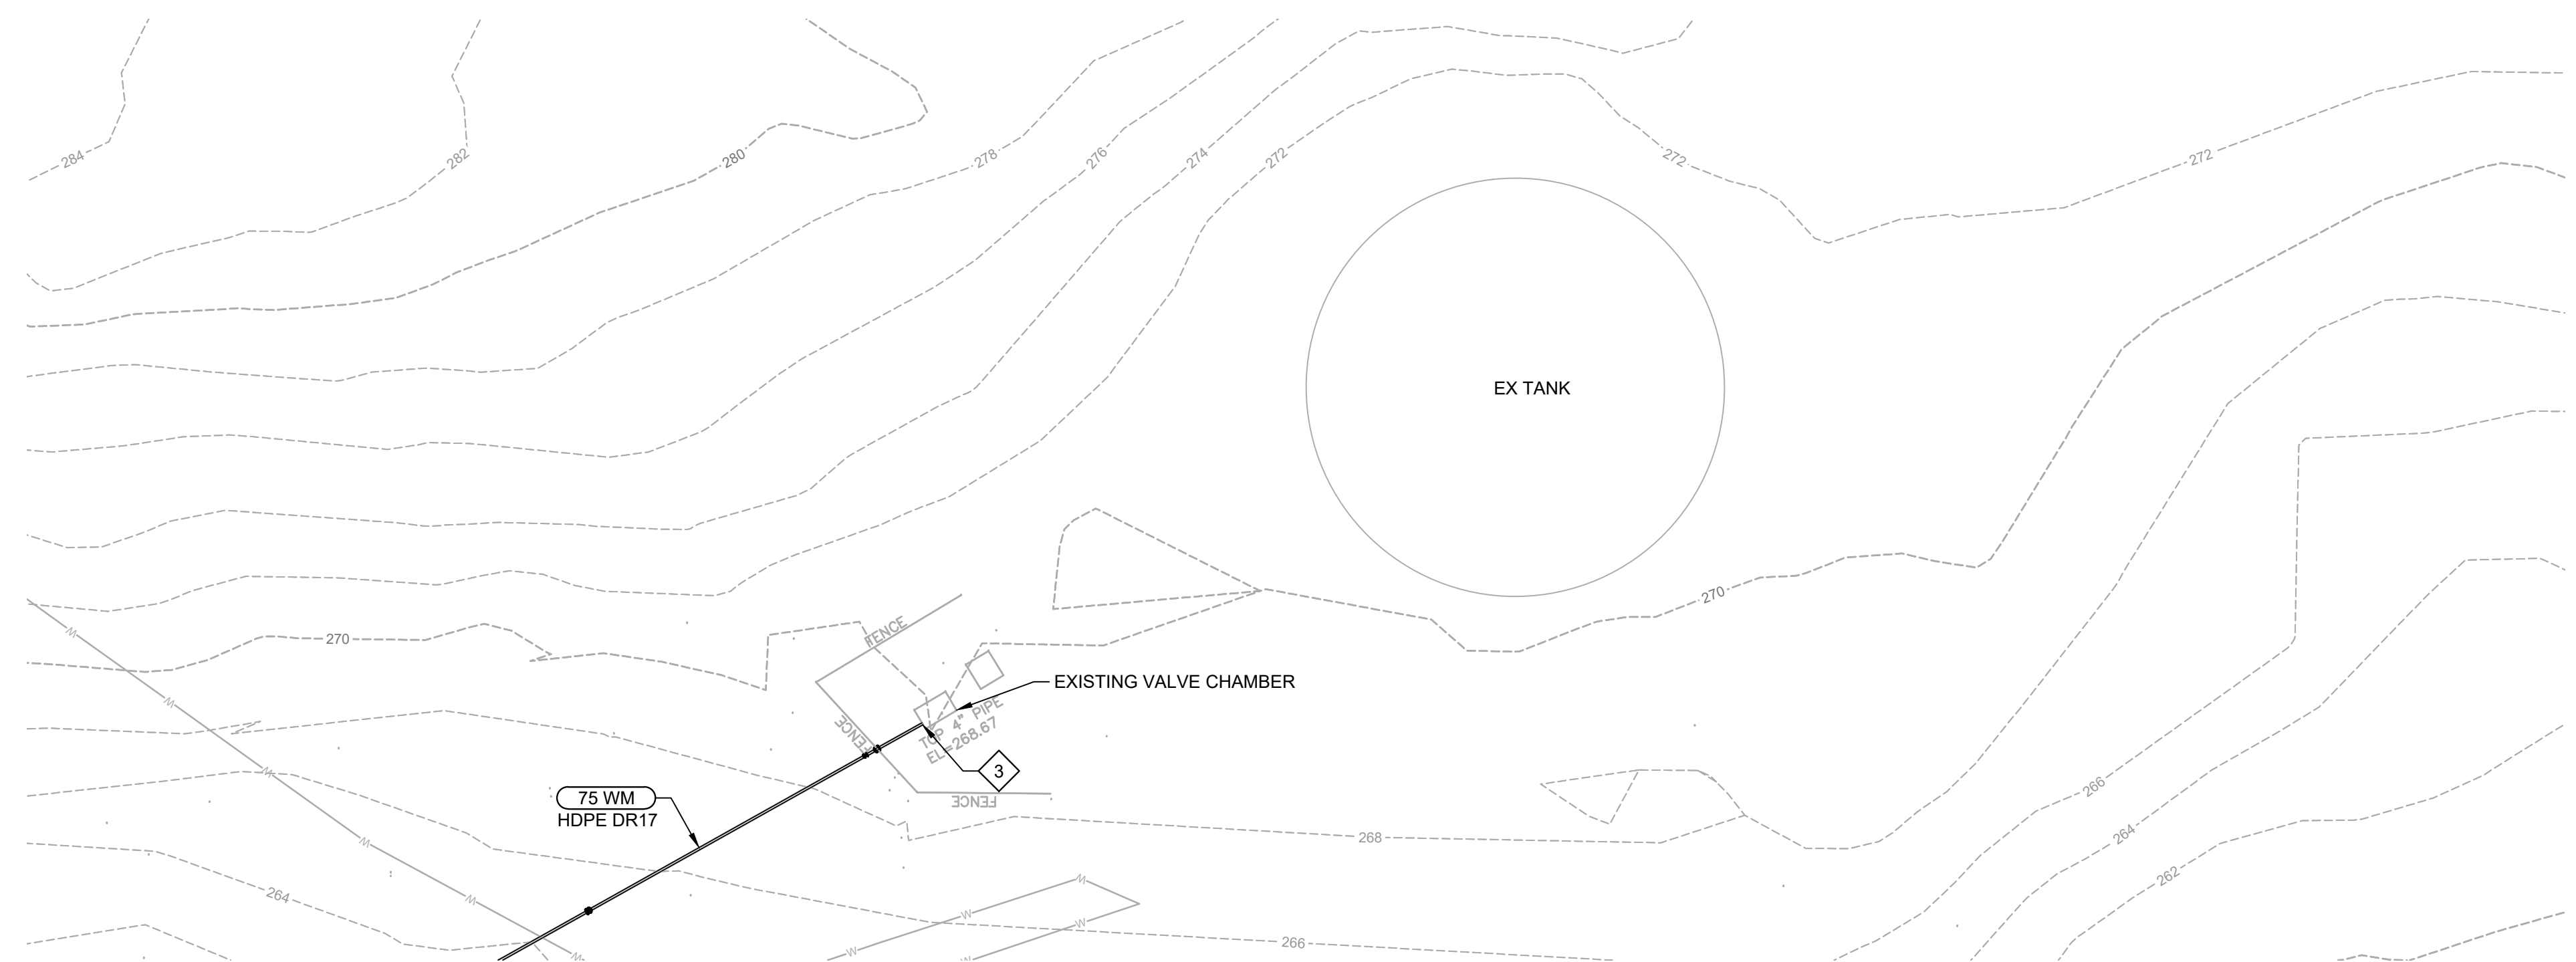 284
282
280
278
276
274
272
272
272
EX TANK
270
270
FENCE
EXISTING VALVE CHAMBER
TOP 4" PIPE
EL=268.67
FENCE
W
W
W
W
W
W
3
FENCE
75 WM
HDPE DR17
268
266
264
262
264
266
W
W
W
W
W